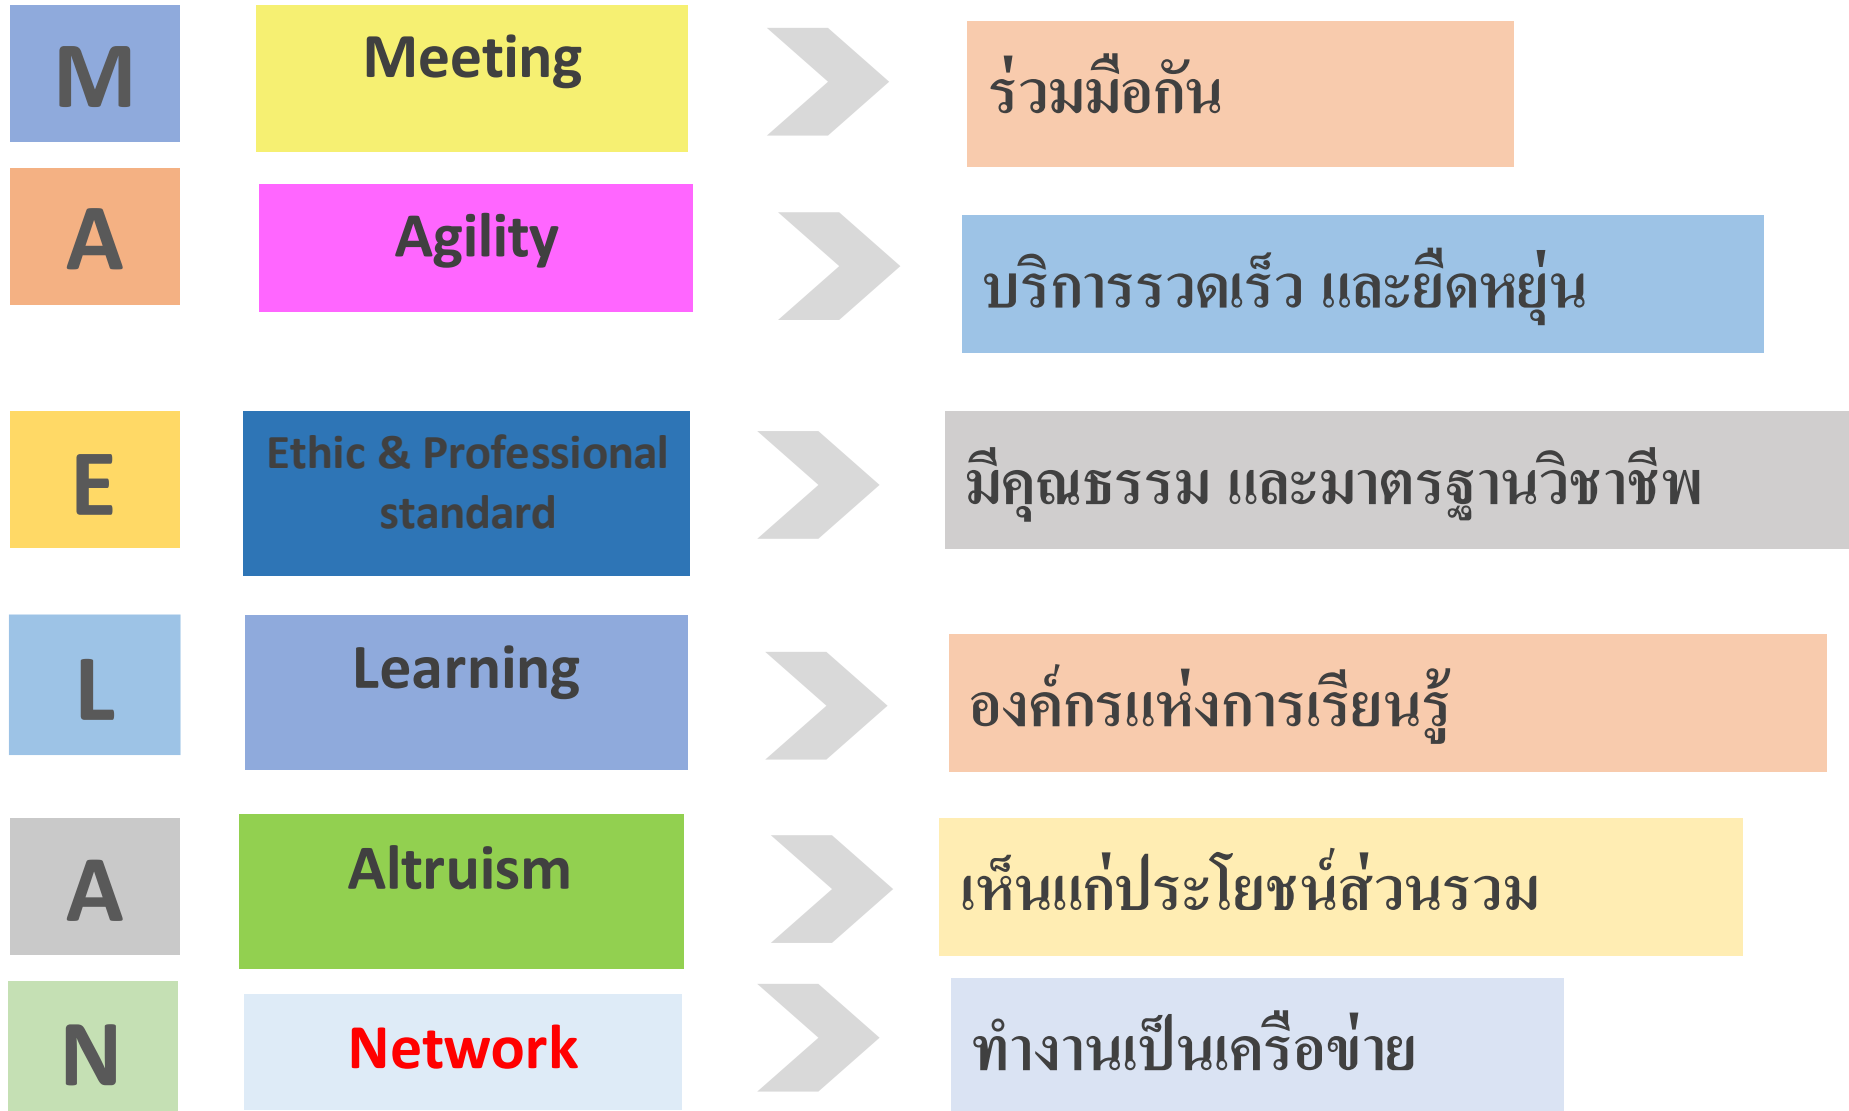 M
Meeting
ร่วมมือกัน
A
Agility
บริการรวดเร็ว และยืดหยุ่น
E
Ethic & Professional
standard
มีคุณธรรม และมาตรฐานวิชาชีพ
L
Learning
องค์กรแห่งการเรียนรู้
A
Altruism
เห็นแก่ประโยชน์ส่วนรวม
N
Network
ทำงานเป็นเครือข่าย